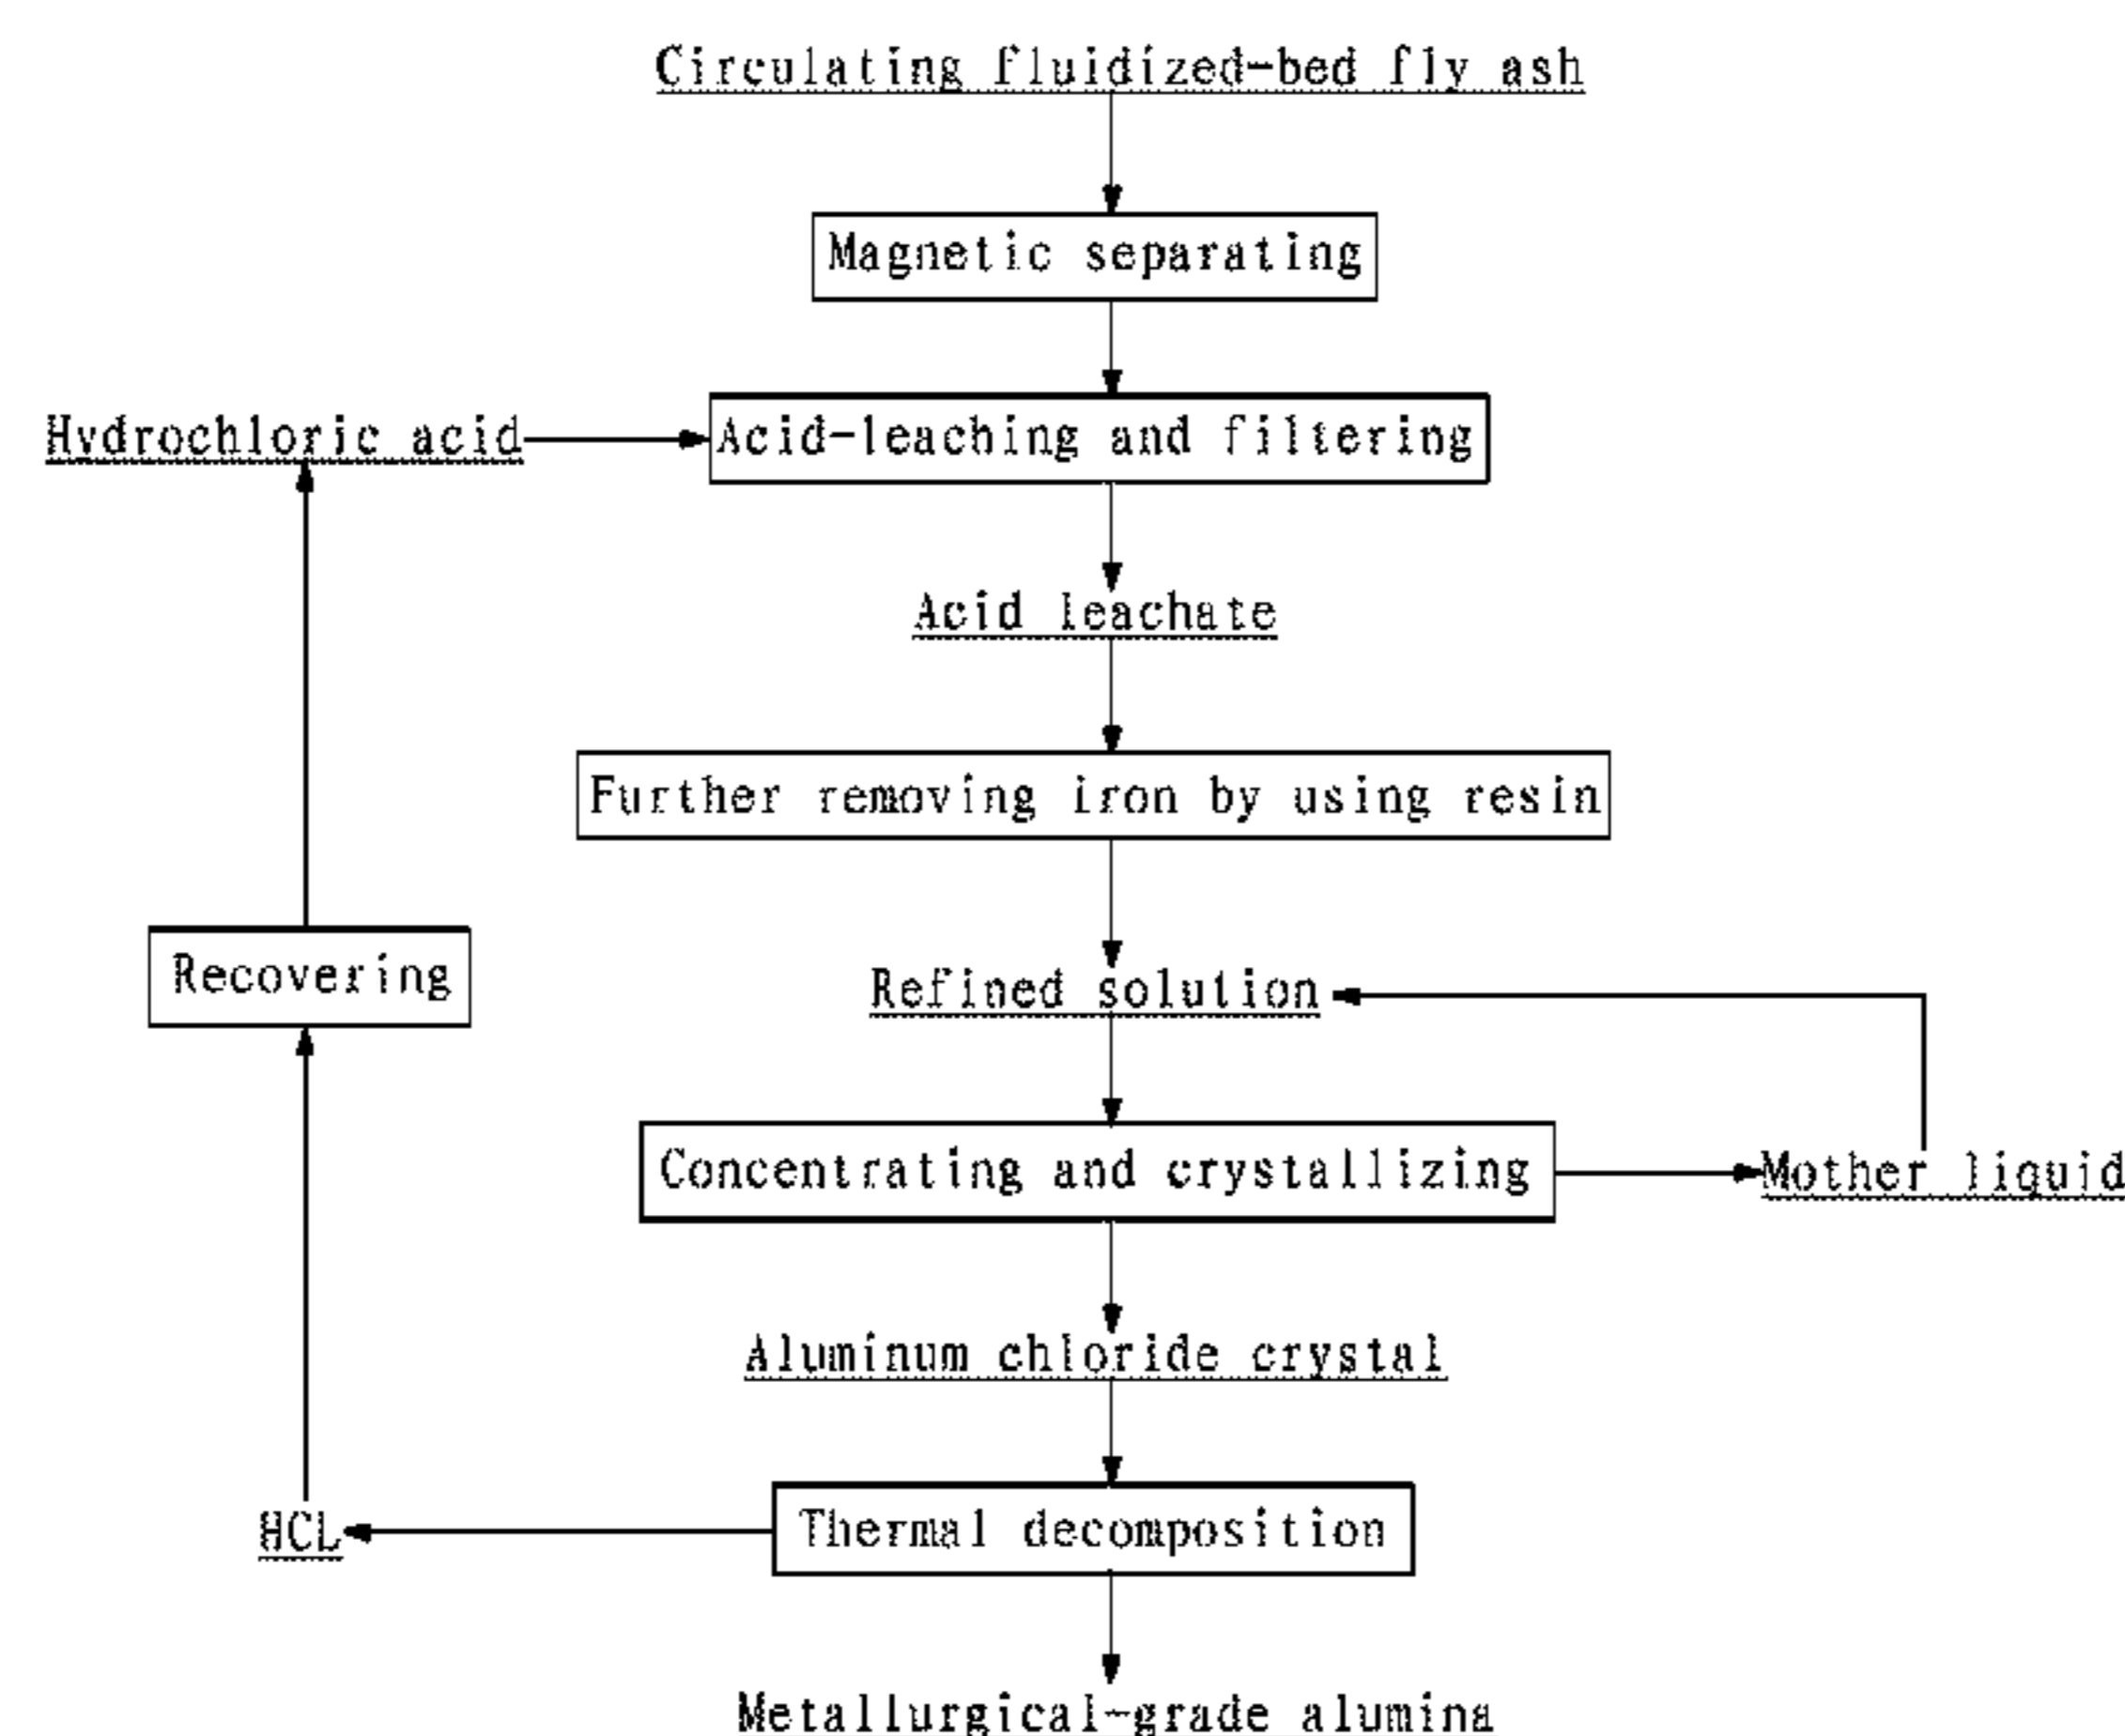 Circulating fluidized-bed fly ash
Magnetic separating
Hydrochloric acid
Acid-leaching and filtering
Acid leachate
Further removing iron by using resin
Recovering
Refined solution
Concentrating and crystallizing
Mother liquid
Aluminum chloride crystal
HCL
Thermal decomposition
Metallurgical-grade alumina